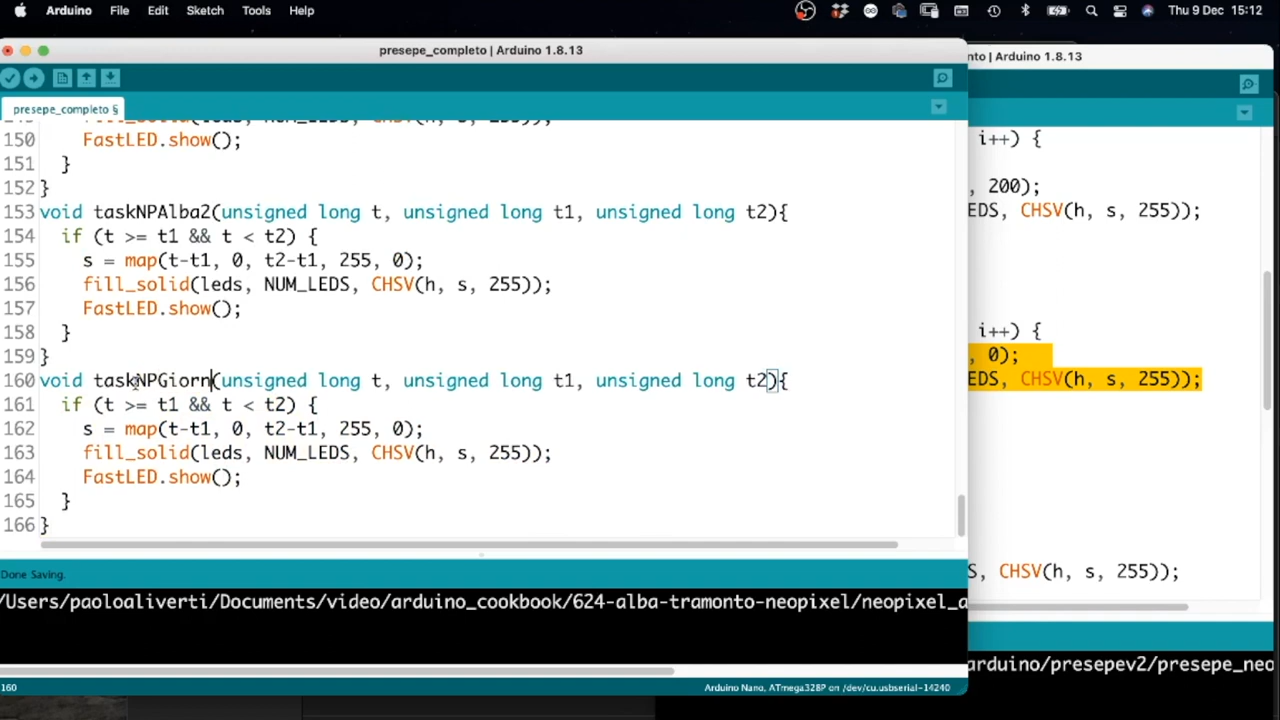 Arduino File Edit Sketch Tools Help Thu 9 Dec 15:12
presepe_completo | Arduino 1.8.13
nto | Arduino 1.8.13
presepe_completo §
150 FastLED.show();
151 }
152 }
153 void taskNPAlba2(unsigned long t, unsigned long t1, unsigned long t2){
154 if (t >= t1 && t < t2) {
155 s = map(t-t1, 0, t2-t1, 255, 0);
156 fill_solid(leds, NUM_LEDS, CHSV(h, s, 255));
157 FastLED.show();
158 }
159 }
160 void taskNPGiorn(unsigned long t, unsigned long t1, unsigned long t2){
161 if (t >= t1 && t < t2) {
162 s = map(t-t1, 0, t2-t1, 255, 0);
163 fill_solid(leds, NUM_LEDS, CHSV(h, s, 255));
164 FastLED.show();
165 }
166 }
i++) {
, 200);
EDS, CHSV(h, s, 255));
i++) {
, 0);
EDS, CHSV(h, s, 255));
S, CHSV(h, s, 255));
Done Saving.
/Users/paoloaliverti/Documents/video/arduino_cookbook/624-alba-tramonto-neopixel/neopixel_a
arduino/presepev2/presepe_neo
160
Arduino Nano, ATmega328P on /dev/cu.usbserial-14240